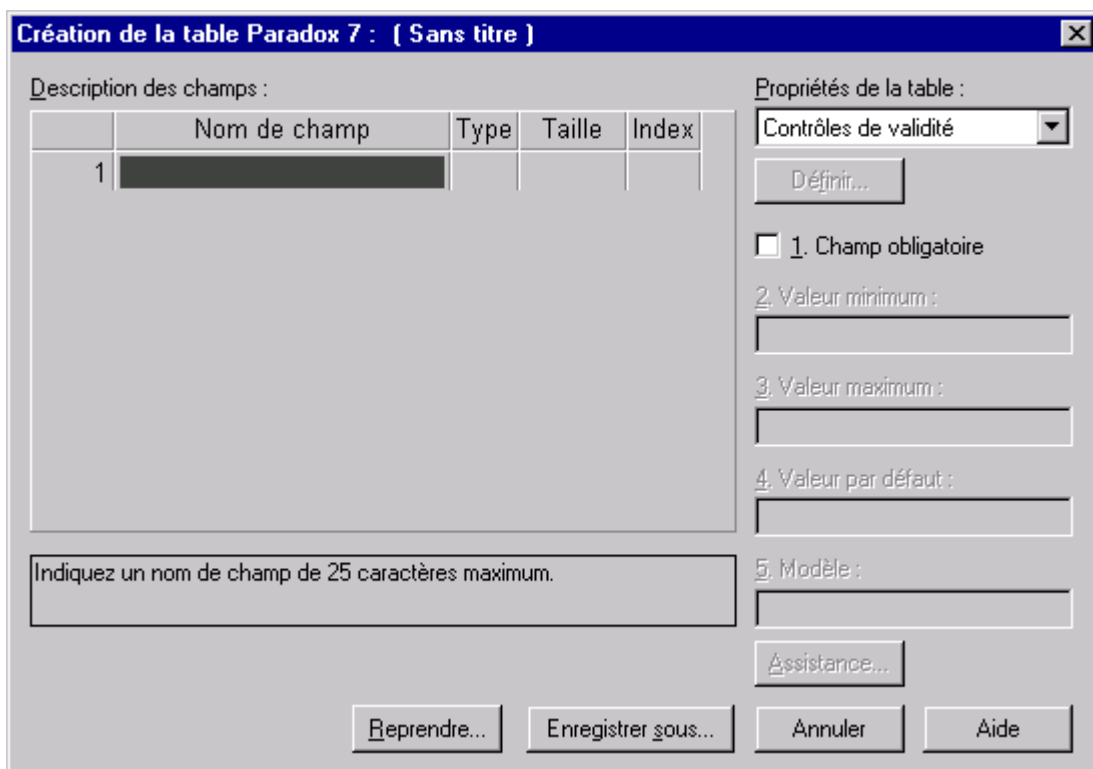 Création de la table Paradox 7 : ( Sans titre )
Description des champs :
Nom de champ Type Taille Index
1
Indiquez un nom de champ de 25 caractères maximum.
Propriétés de la table :
Contrôles de validité
Définir...
1. Champ obligatoire
2. Valeur minimum :
3. Valeur maximum :
4. Valeur par défaut :
5. Modèle :
Assistance...
Reprendre... Enregistrer sous... Annuler Aide